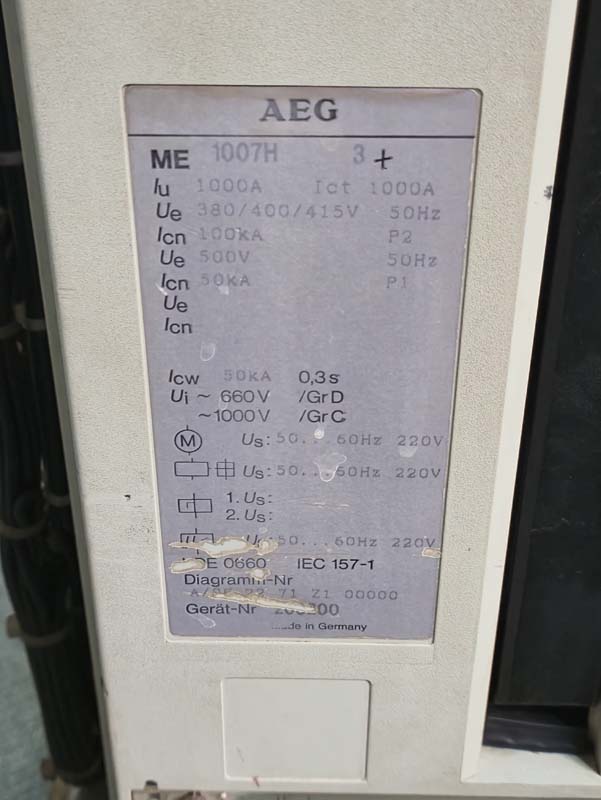 AEG
ME 1007H 3
Iu 1000A Ict 1000A
Ue 380/400/415V 50Hz
Icn 100kA P2
Ue 500V 50Hz
Icn 50kA P1
Ue
Icn
Icw 50kA 0,3s
Ui ~ 660V /GrD
~1000V /GrC
M Us: 50...60Hz 220V
Us: 50...60Hz 220V
1. Us:
2. Us:
50...60Hz 220V
0660 IEC 157-1
Diagramm-Nr
71 Z1 00000
Gerät-Nr
in Germany